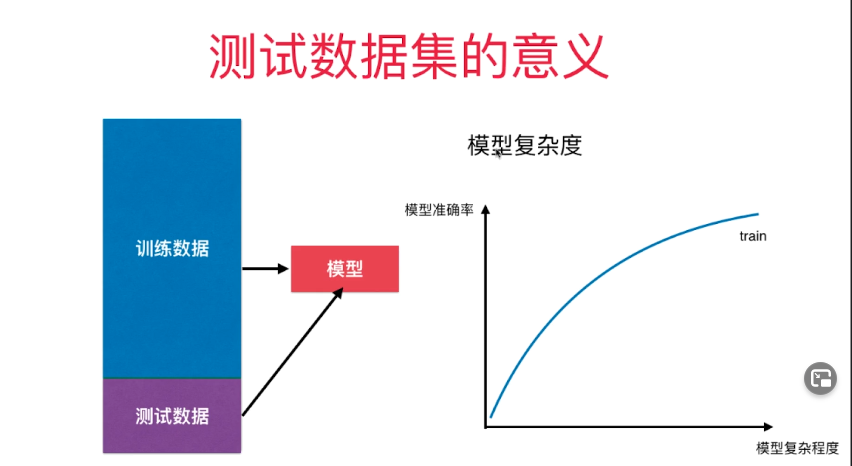 测试数据集的意义
训练数据
测试数据
模型
模型复杂度
模型准确率
train
模型复杂程度